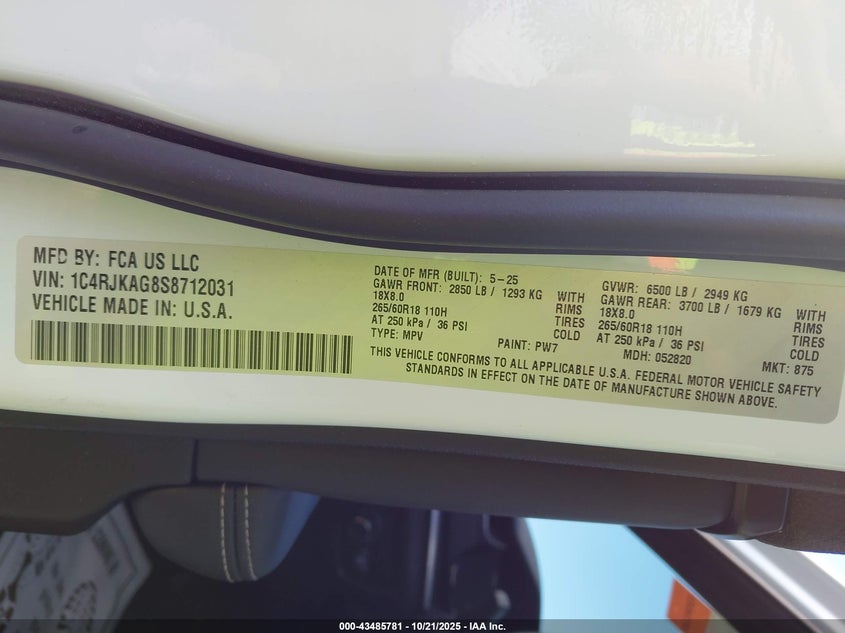 MFD BY: FCA US LLC
VIN: 1C4RJKAG8S8712031
VEHICLE MADE IN: U.S.A.
DATE OF MFR (BUILT): 5-25
GAWR FRONT: 2850 LB / 1293 KG WITH
18X8.0 RIMS
265/60R18 110H TIRES
AT 250 kPa / 36 PSI COLD
TYPE: MPV PAINT: PW7
GVWR: 6500 LB / 2949 KG
GAWR REAR: 3700 LB / 1679 KG WITH
18X8.0 RIMS
265/60R18 110H TIRES
AT 250 kPa / 36 PSI COLD
MDH: 052820 MKT: 875
THIS VEHICLE CONFORMS TO ALL APPLICABLE U.S.A. FEDERAL MOTOR VEHICLE SAFETY
STANDARDS IN EFFECT ON THE DATE OF MANUFACTURE SHOWN ABOVE.
000-43485781 - 10/21/2025 - IAA Inc.